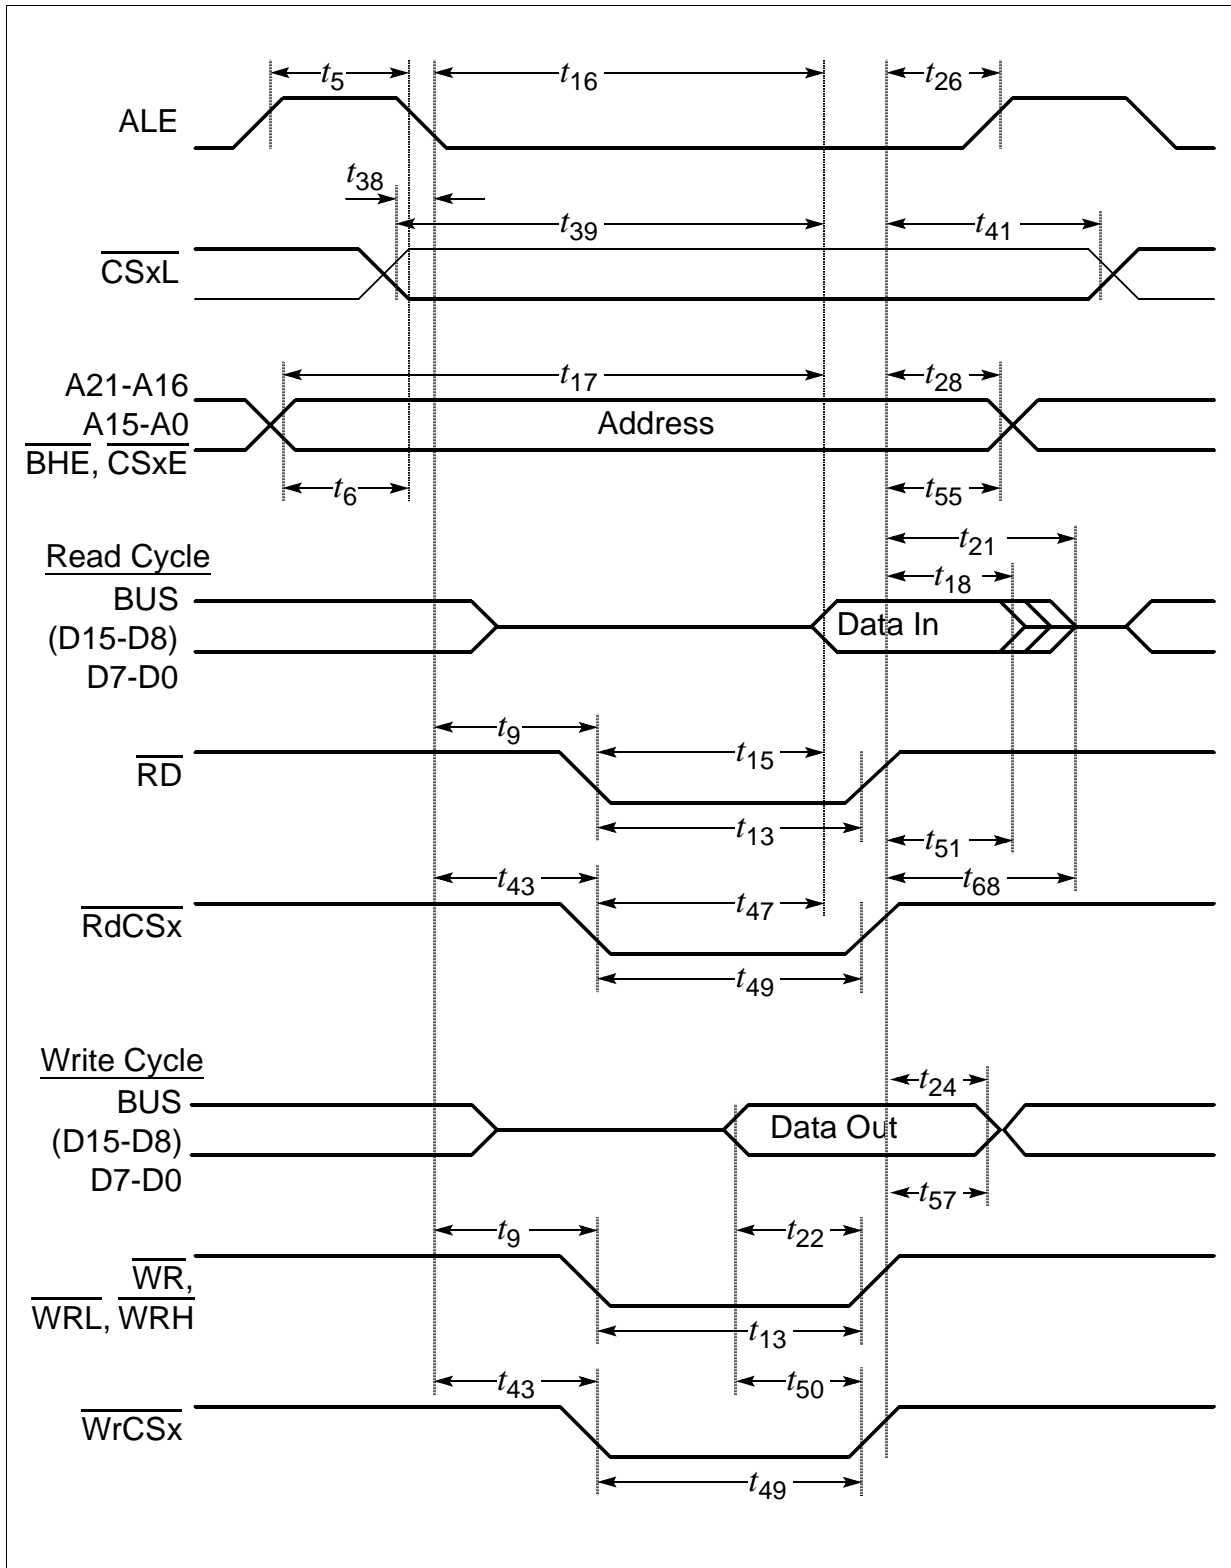 t5 t16 t26
ALE
t38
t39 t41
CSxL
t17 t28
A21-A16
A15-A0
BHE, CSxE
Address
t6 t55
t21
Read Cycle
t18
BUS
(D15-D8)
D7-D0
Data In
t9
t15
RD
t13 t51
t43 t68
t47
RdCSx
t49
Write Cycle
t24
BUS
(D15-D8)
D7-D0
Data Out
t57
t9 t22
WR,
WRL, WRH
t13
t43 t50
WrCSx
t49